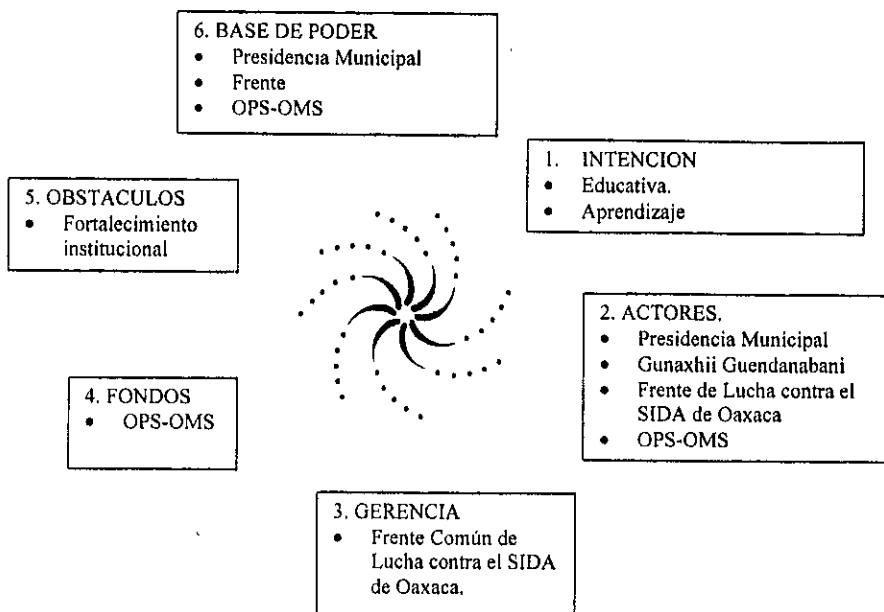 6. BASE DE PODER
• Presidencia Municipal
• Frente
• OPS-OMS
1. INTENCION
• Educativa.
• Aprendizaje
5. OBSTACULOS
• Fortalecimiento
institucional
2. ACTORES.
• Presidencia Municipal
• Gunaxhii Guendanabani
• Frente de Lucha contra el
SIDA de Oaxaca
• OPS-OMS
4. FONDOS
• OPS-OMS
3. GERENCIA
• Frente Común de
Lucha contra el SIDA
de Oaxaca.